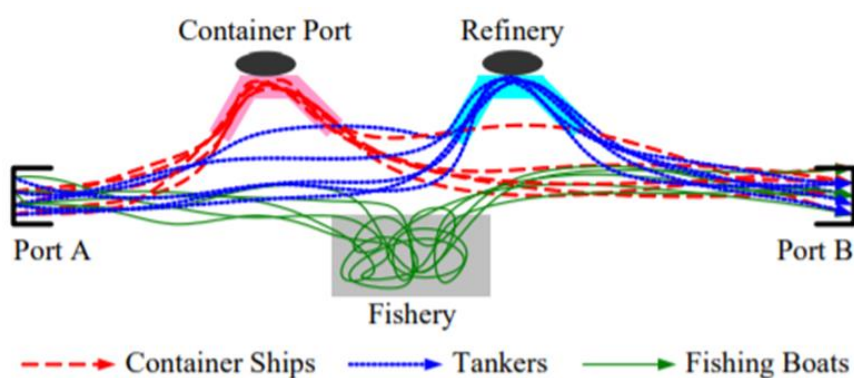 Container Port
Refinery
Port A
Port B
Fishery
Container Ships
Tankers
Fishing Boats